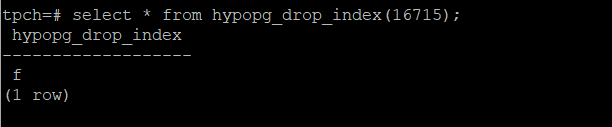 tpch=# select * from hypopg_drop_index(16715);
 hypopg_drop_index
-------------------
 f
(1 row)